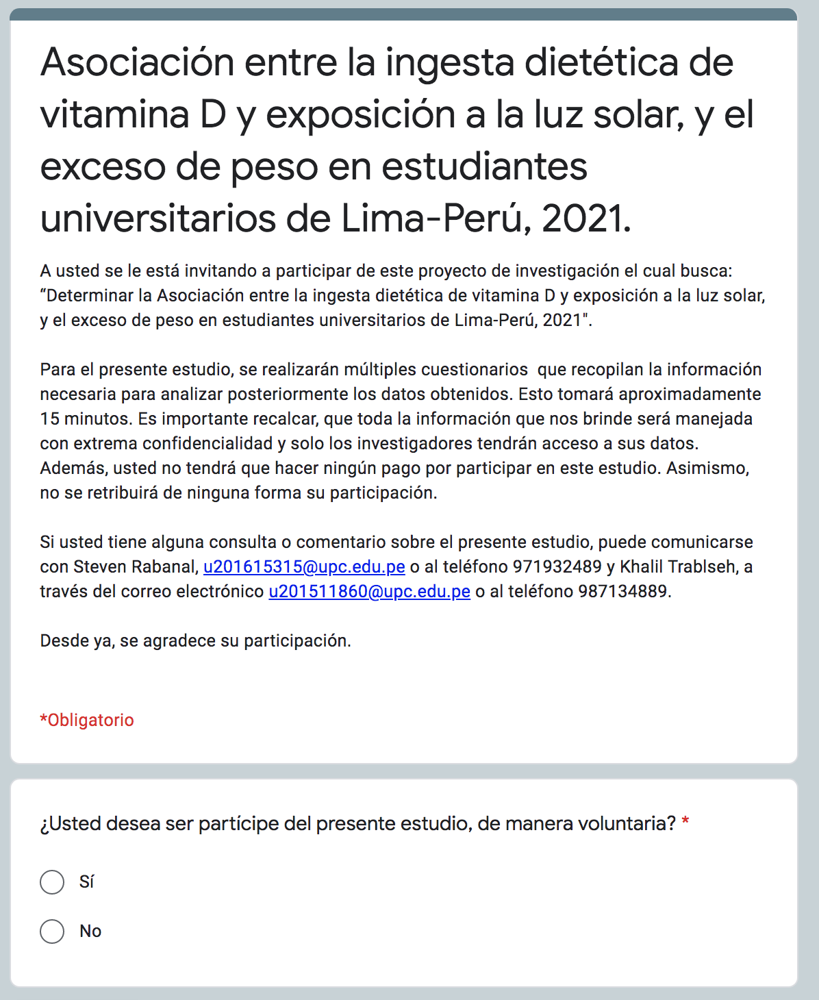 Asociación entre la ingesta dietética de
vitamina D y exposición a la luz solar, y el
exceso de peso en estudiantes
universitarios de Lima-Perú, 2021.
A usted se le está invitando a participar de este proyecto de investigación el cual busca:
“Determinar la Asociación entre la ingesta dietética de vitamina D y exposición a la luz solar,
y el exceso de peso en estudiantes universitarios de Lima-Perú, 2021".
Para el presente estudio, se realizarán múltiples cuestionarios  que recopilan la información
necesaria para analizar posteriormente los datos obtenidos. Esto tomará aproximadamente
15 minutos. Es importante recalcar, que toda la información que nos brinde será manejada
con extrema confidencialidad y solo los investigadores tendrán acceso a sus datos.
Además, usted no tendrá que hacer ningún pago por participar en este estudio. Asimismo,
no se retribuirá de ninguna forma su participación.
Si usted tiene alguna consulta o comentario sobre el presente estudio, puede comunicarse
con Steven Rabanal, u201615315@upc.edu.pe o al teléfono 971932489 y Khalil Trablseh, a
través del correo electrónico u201511860@upc.edu.pe o al teléfono 987134889.
Desde ya, se agradece su participación.
*Obligatorio
¿Usted desea ser partícipe del presente estudio, de manera voluntaria? *
Sí
No